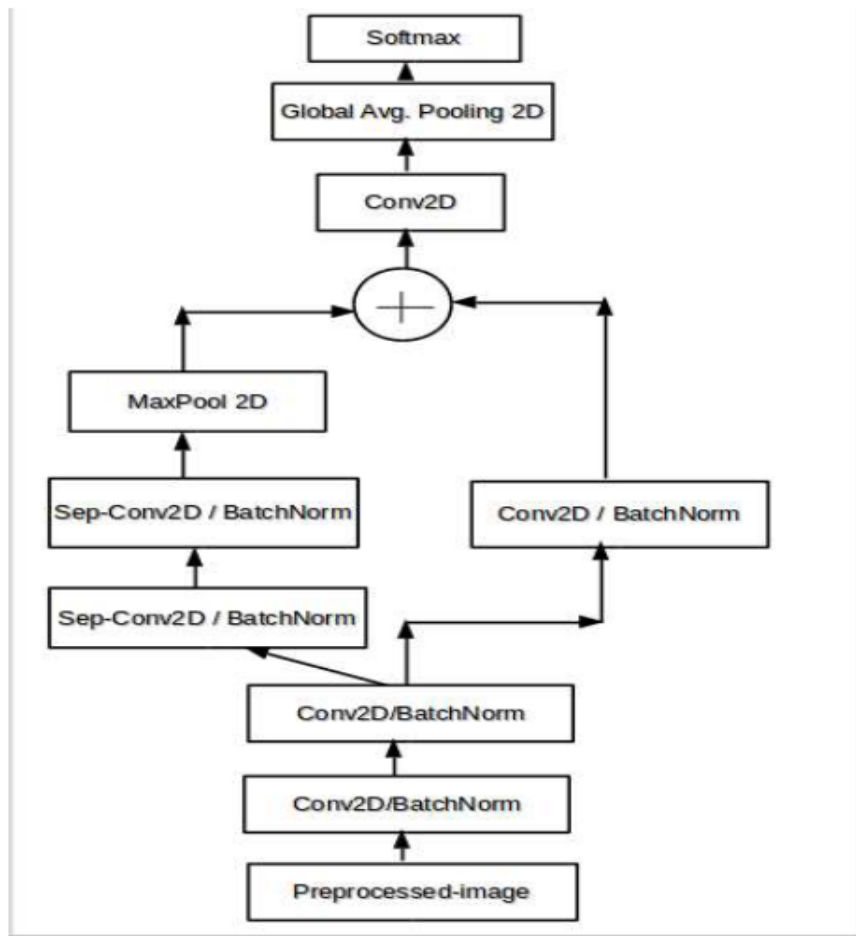 Softmax
Global Avg. Pooling 2D
Conv2D
MaxPool 2D
Sep-Conv2D / BatchNorm
Conv2D / BatchNorm
Sep-Conv2D / BatchNorm
Conv2D/BatchNorm
Conv2D/BatchNorm
Preprocessed-image